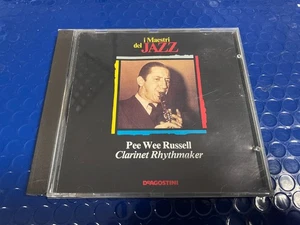 i Maestri
del JAZZ
Pee Wee Russell
Clarinet Rhythmaker
DEAGOSTINI